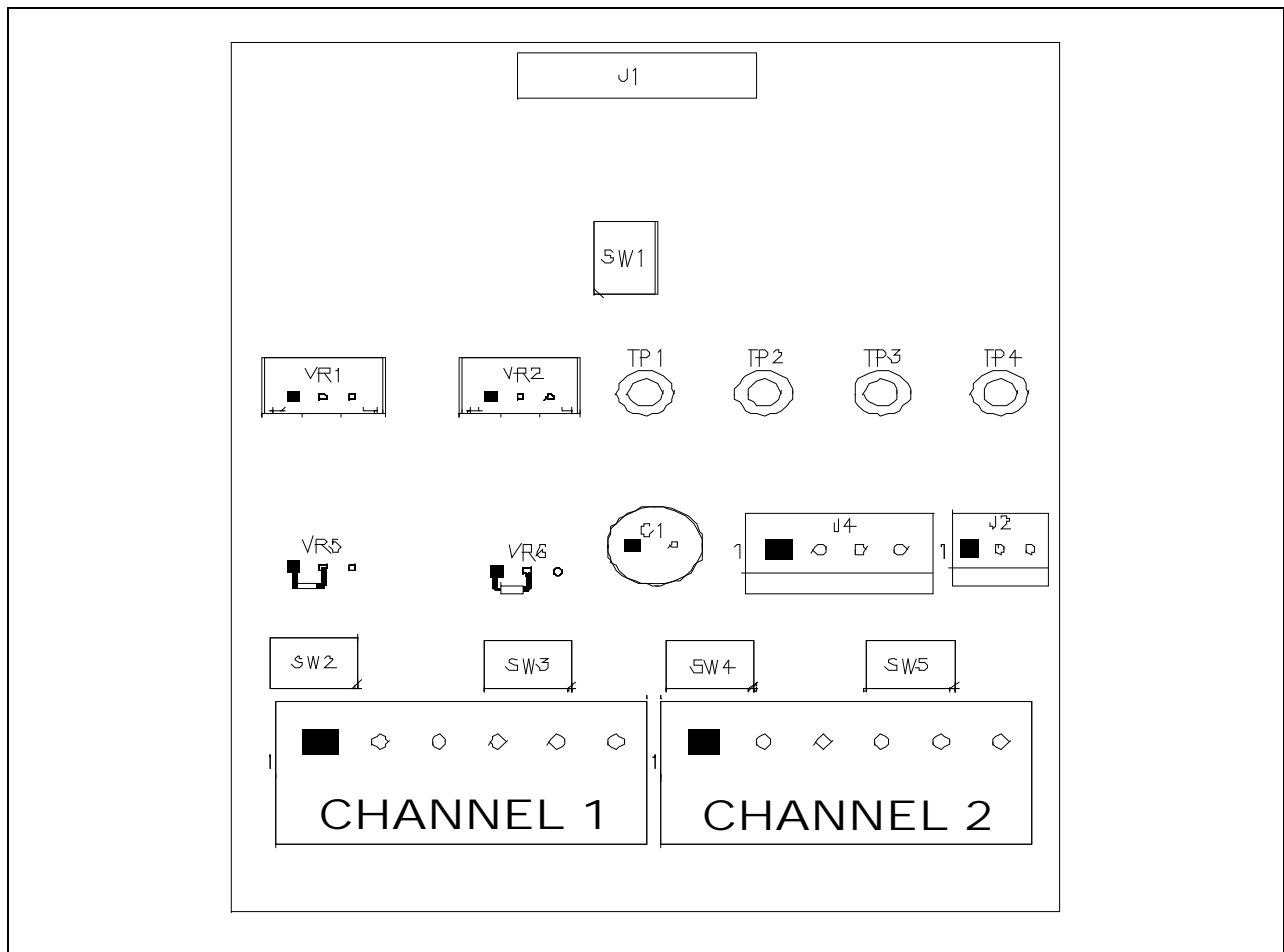 J1
SW1
VR1 VR2 TP1 TP2 TP3 TP4
VR5 VR6 C1 J4 J2
1 1
SW2 SW3 SW4 SW5
1 1
CHANNEL 1 CHANNEL 2